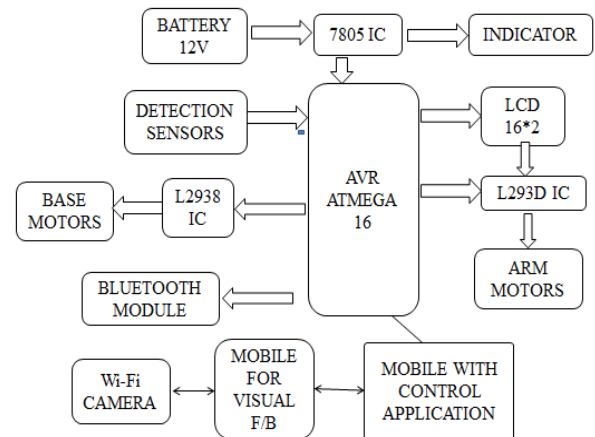 BATTERY
12V
7805 IC
INDICATOR
DETECTION
SENSORS
LCD
16*2
AVR
ATMEGA
16
BASE
MOTORS
L2938
IC
L293D IC
BLUETOOTH
MODULE
ARM
MOTORS
Wi-Fi
CAMERA
MOBILE
FOR
VISUAL
F/B
MOBILE WITH
CONTROL
APPLICATION